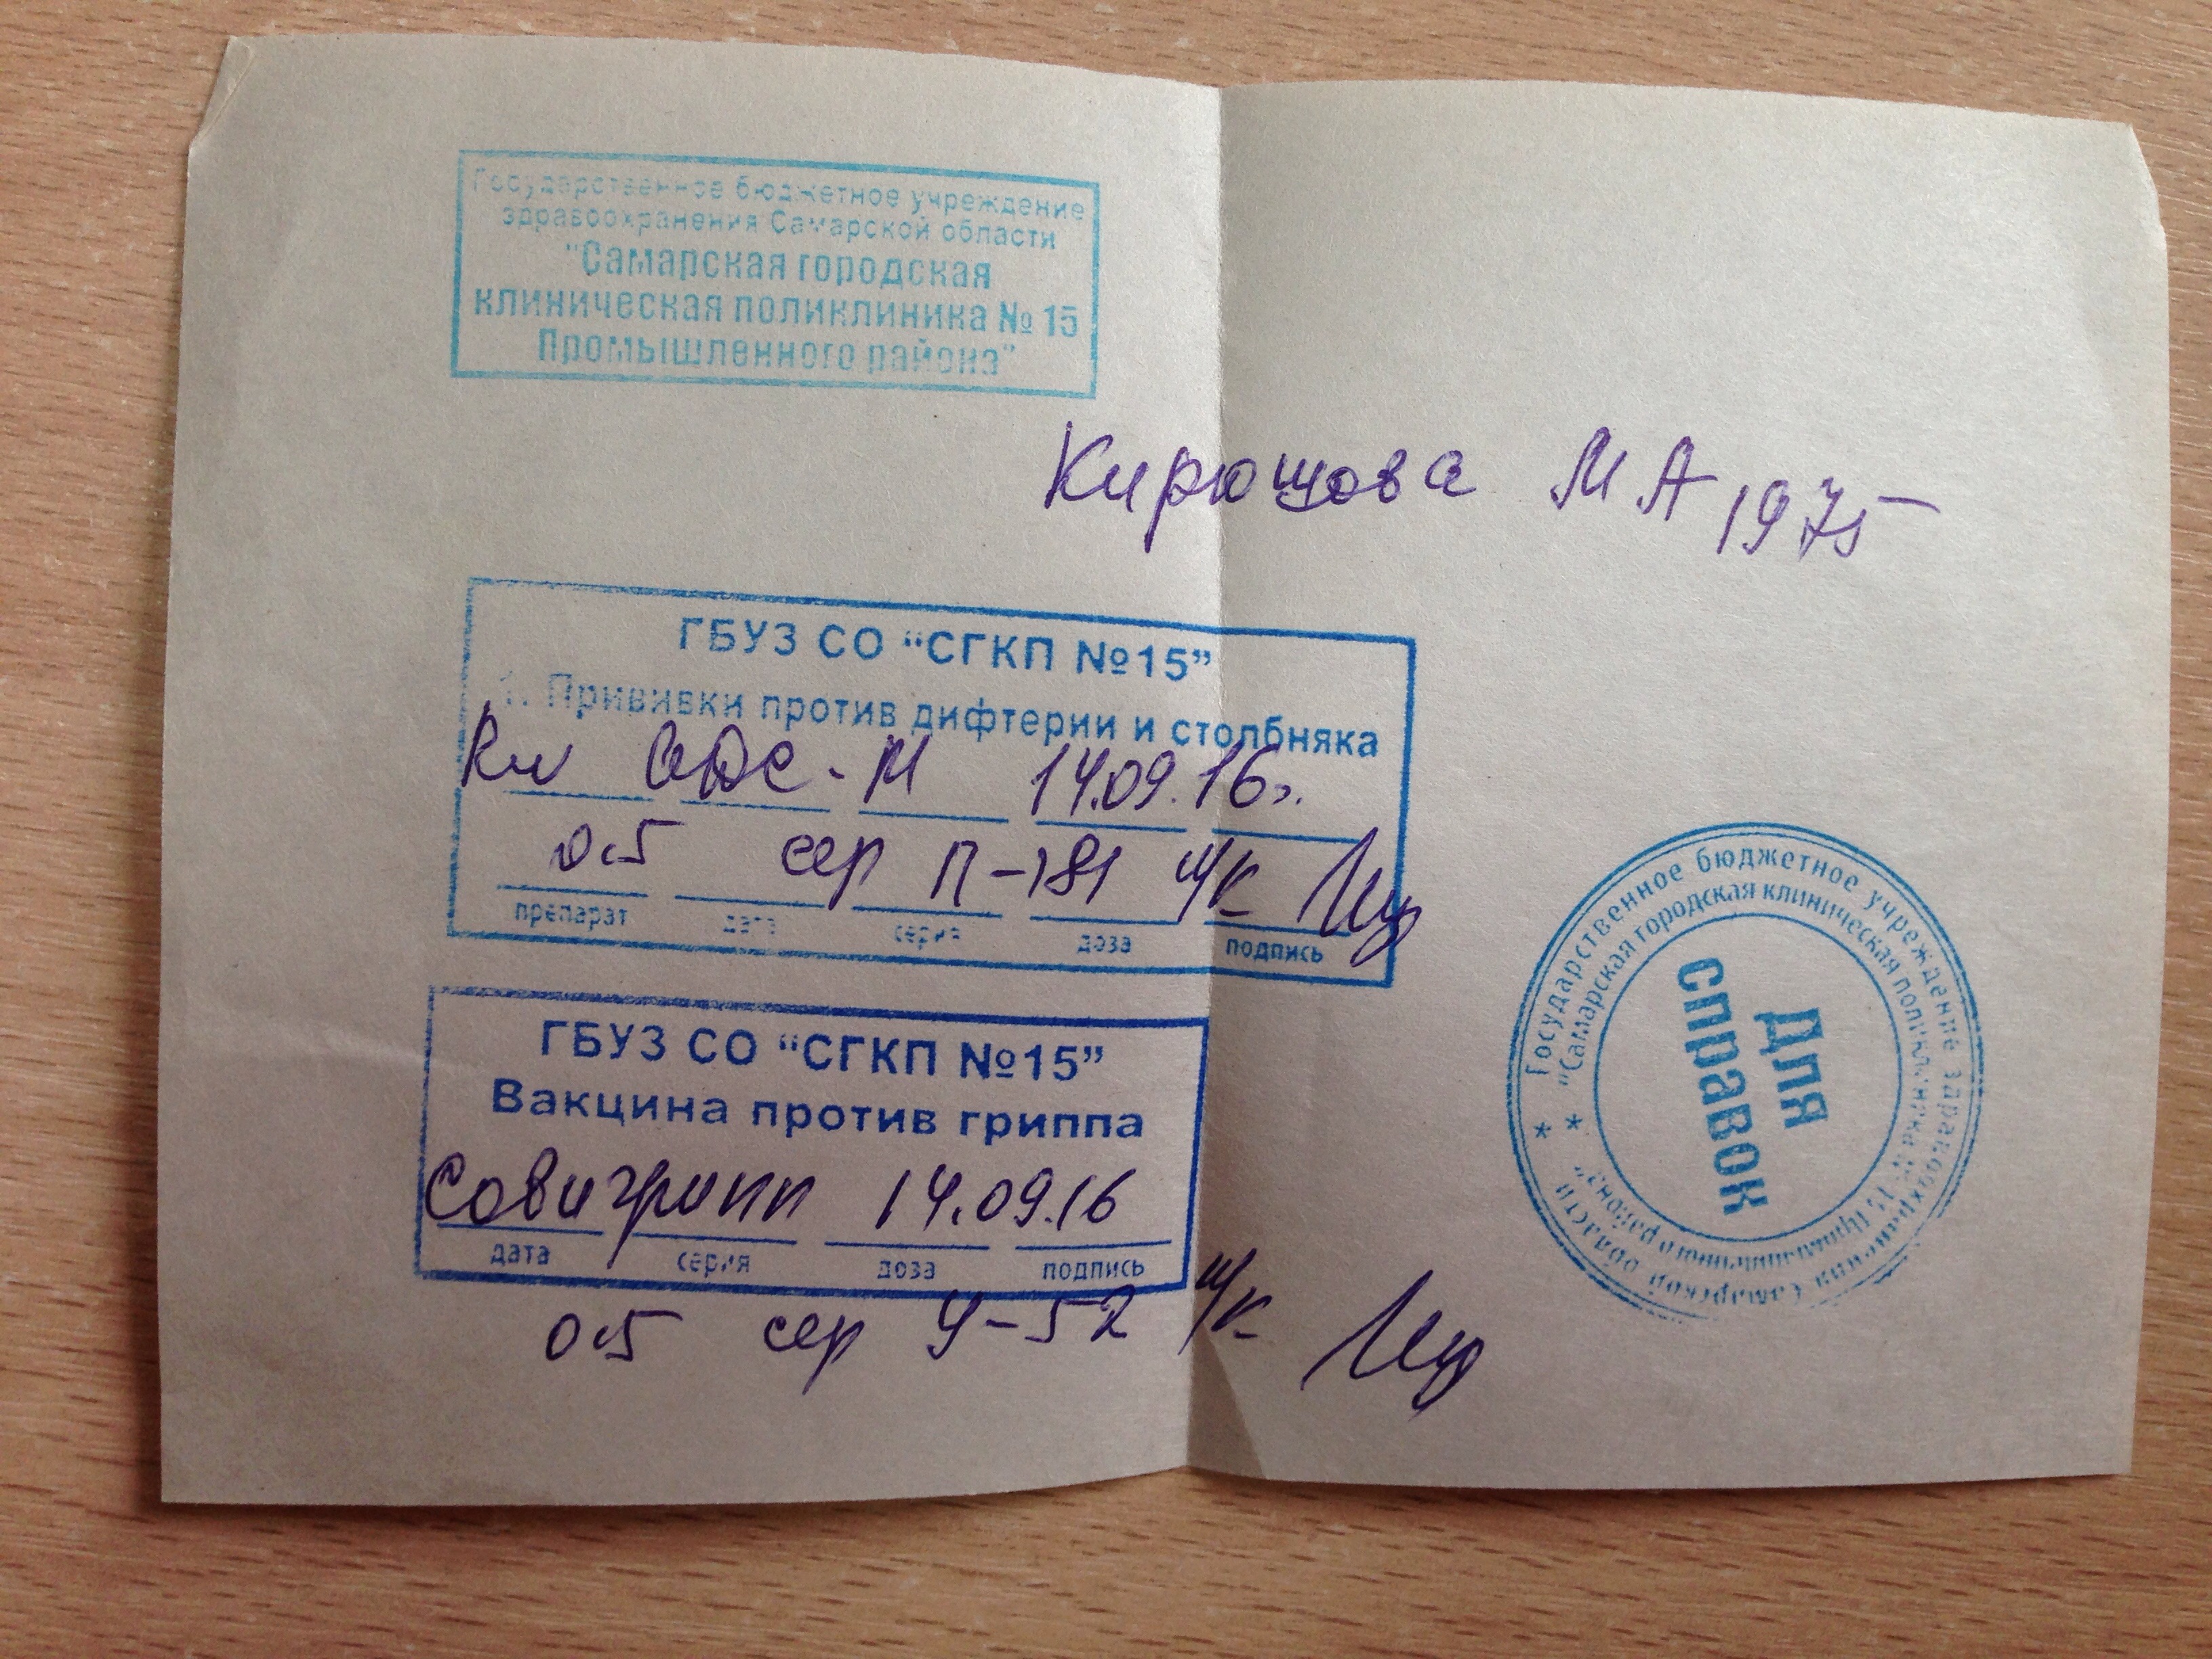 Государственное бюджетное учреждение
здравоохранения Самарской области
"Самарская городская
клиническая поликлиника № 15
Промышленного района"
Кирюшова М А 1975
ГБУЗ СО “СГКП №15”
1. Прививки против дифтерии и столбняка
АДС-М 14.09.16г.
0.5 сер П-181
препарат дата серия доза подпись
ГБУЗ СО “СГКП №15”
Вакцина против гриппа
Совигрипп 14.09.16
дата серия доза подпись
0.5 сер У-52
Государственное бюджетное учреждение здравоохранения Самарской области
"Самарская городская клиническая поликлиника № 15 Промышленного района"
Для
справок